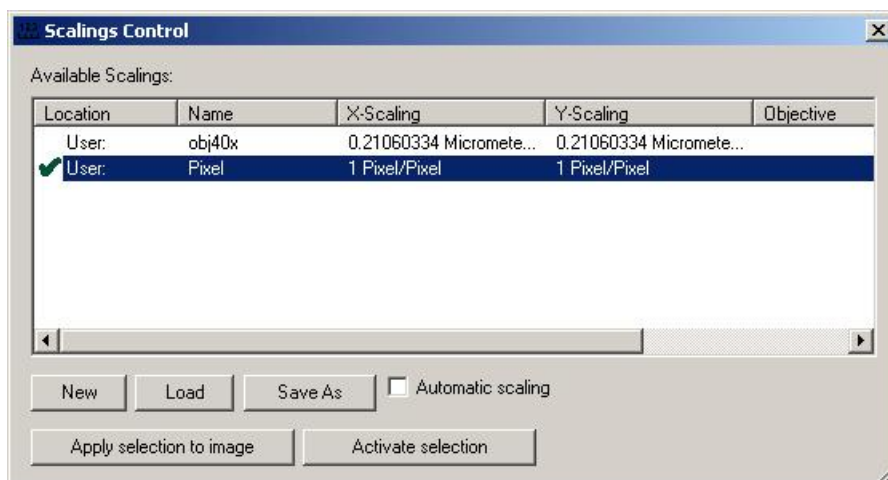 Scalings Control
Available Scalings:
Location Name X-Scaling Y-Scaling Objective
User: obj40x 0.21060334 Micromete... 0.21060334 Micromete...
User: Pixel 1 Pixel/Pixel 1 Pixel/Pixel
New Load Save As Automatic scaling
Apply selection to image Activate selection